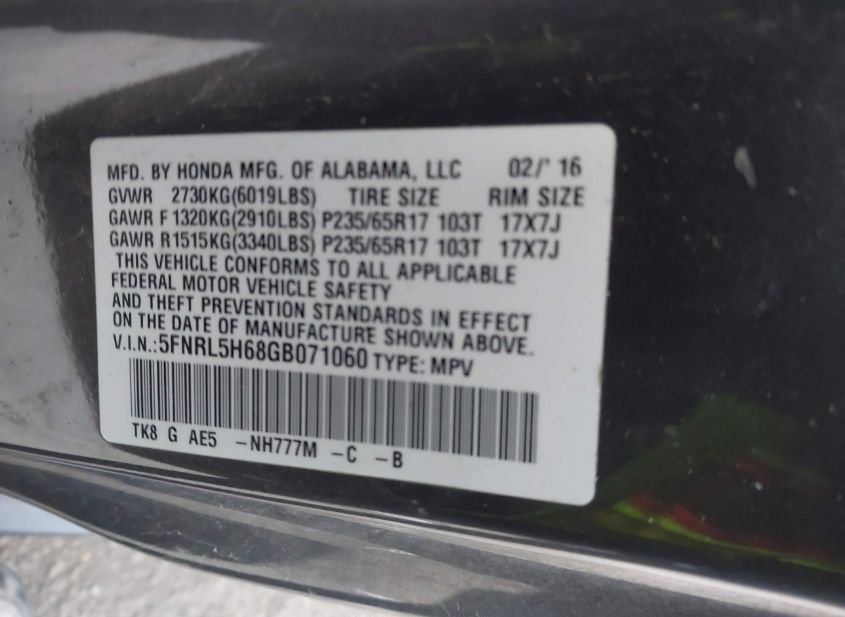 MFD. BY HONDA MFG. OF ALABAMA, LLC 02/' 16
GVWR 2730KG(6019LBS) TIRE SIZE RIM SIZE
GAWR F 1320KG(2910LBS) P235/65R17 103T 17X7J
GAWR R1515KG(3340LBS) P235/65R17 103T 17X7J
THIS VEHICLE CONFORMS TO ALL APPLICABLE
FEDERAL MOTOR VEHICLE SAFETY
AND THEFT PREVENTION STANDARDS IN EFFECT
ON THE DATE OF MANUFACTURE SHOWN ABOVE.
V.I.N.:5FNRL5H68GB071060 TYPE: MPV
TK8 G AE5 -NH777M -C -B